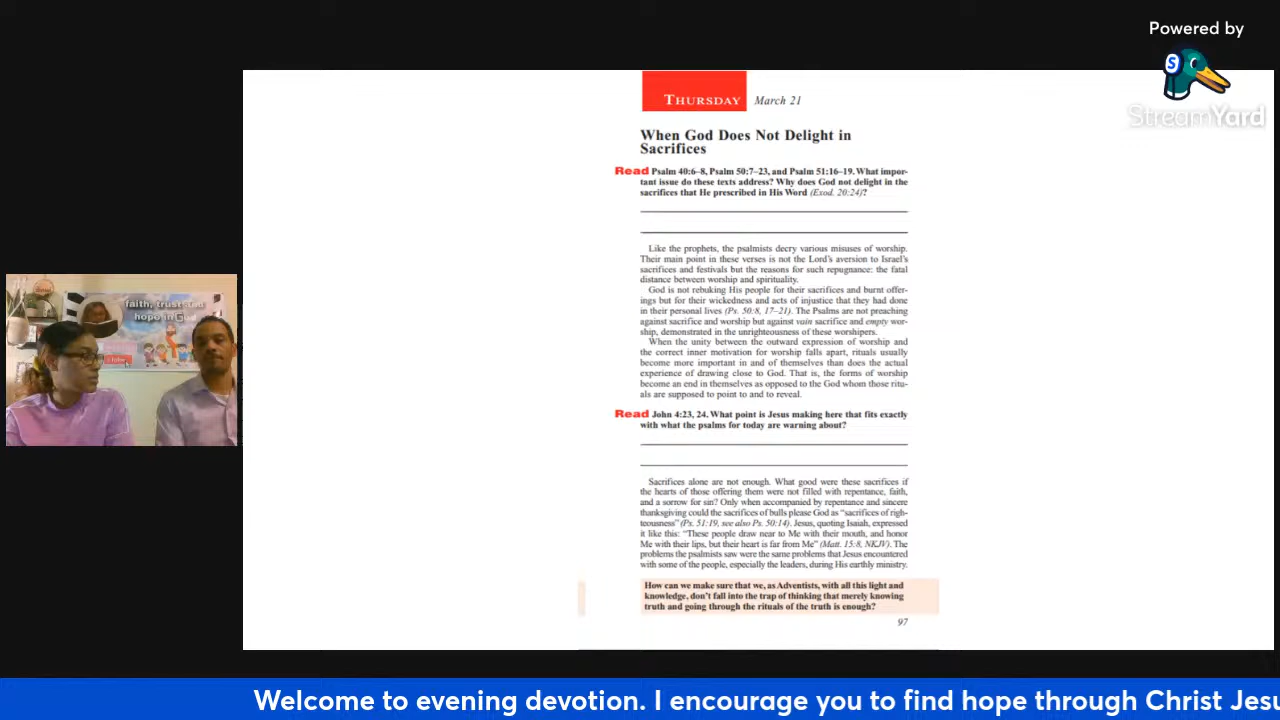 Powered by
S
StreamYard
THURSDAY March 21
When God Does Not Delight in
Sacrifices
Read Psalm 40:6–8, Psalm 50:7–23, and Psalm 51:16–19. What impor-
tant issue do these texts address? Why does God not delight in the
sacrifices that He prescribed in His Word (Exod. 20:24)?
Like the prophets, the psalmists decry various misuses of worship.
Their main point in these verses is not the Lord's aversion to Israel's
sacrifices and festivals but the reasons for such repugnance: the fatal
distance between worship and spirituality.
God is not rebuking His people for their sacrifices and burnt offer-
ings but for their wickedness and acts of injustice that they had done
in their personal lives (Ps. 50:8, 17–21). The Psalms are not preaching
against sacrifice and worship but against vain sacrifice and empty wor-
ship, demonstrated in the unrighteousness of these worshipers.
When the unity between the outward expression of worship and
the correct inner motivation for worship falls apart, rituals usually
become more important in and of themselves than does the actual
experience of drawing close to God. That is, the forms of worship
become an end in themselves as opposed to the God whom those ritu-
als are supposed to point to and to reveal.
Read John 4:23, 24. What point is Jesus making here that fits exactly
with what the psalms for today are warning about?
Sacrifices alone are not enough. What good were these sacrifices if
the hearts of those offering them were not filled with repentance, faith,
and a sorrow for sin? Only when accompanied by repentance and sincere
thanksgiving could the sacrifices of bulls please God as "sacrifices of righ-
teousness" (Ps. 51:19, see also Ps. 50:14). Jesus, quoting Isaiah, expressed
it like this: "These people draw near to Me with their mouth, and honor
Me with their lips, but their heart is far from Me" (Matt. 15:8, NKJV). The
problems the psalmists saw were the same problems that Jesus encountered
with some of the people, especially the leaders, during His earthly ministry.
How can we make sure that we, as Adventists, with all this light and
knowledge, don't fall into the trap of thinking that merely knowing
truth and going through the rituals of the truth is enough?
97
faith, trust and
hope in God
Welcome to evening devotion. I encourage you to find hope through Christ Jesu